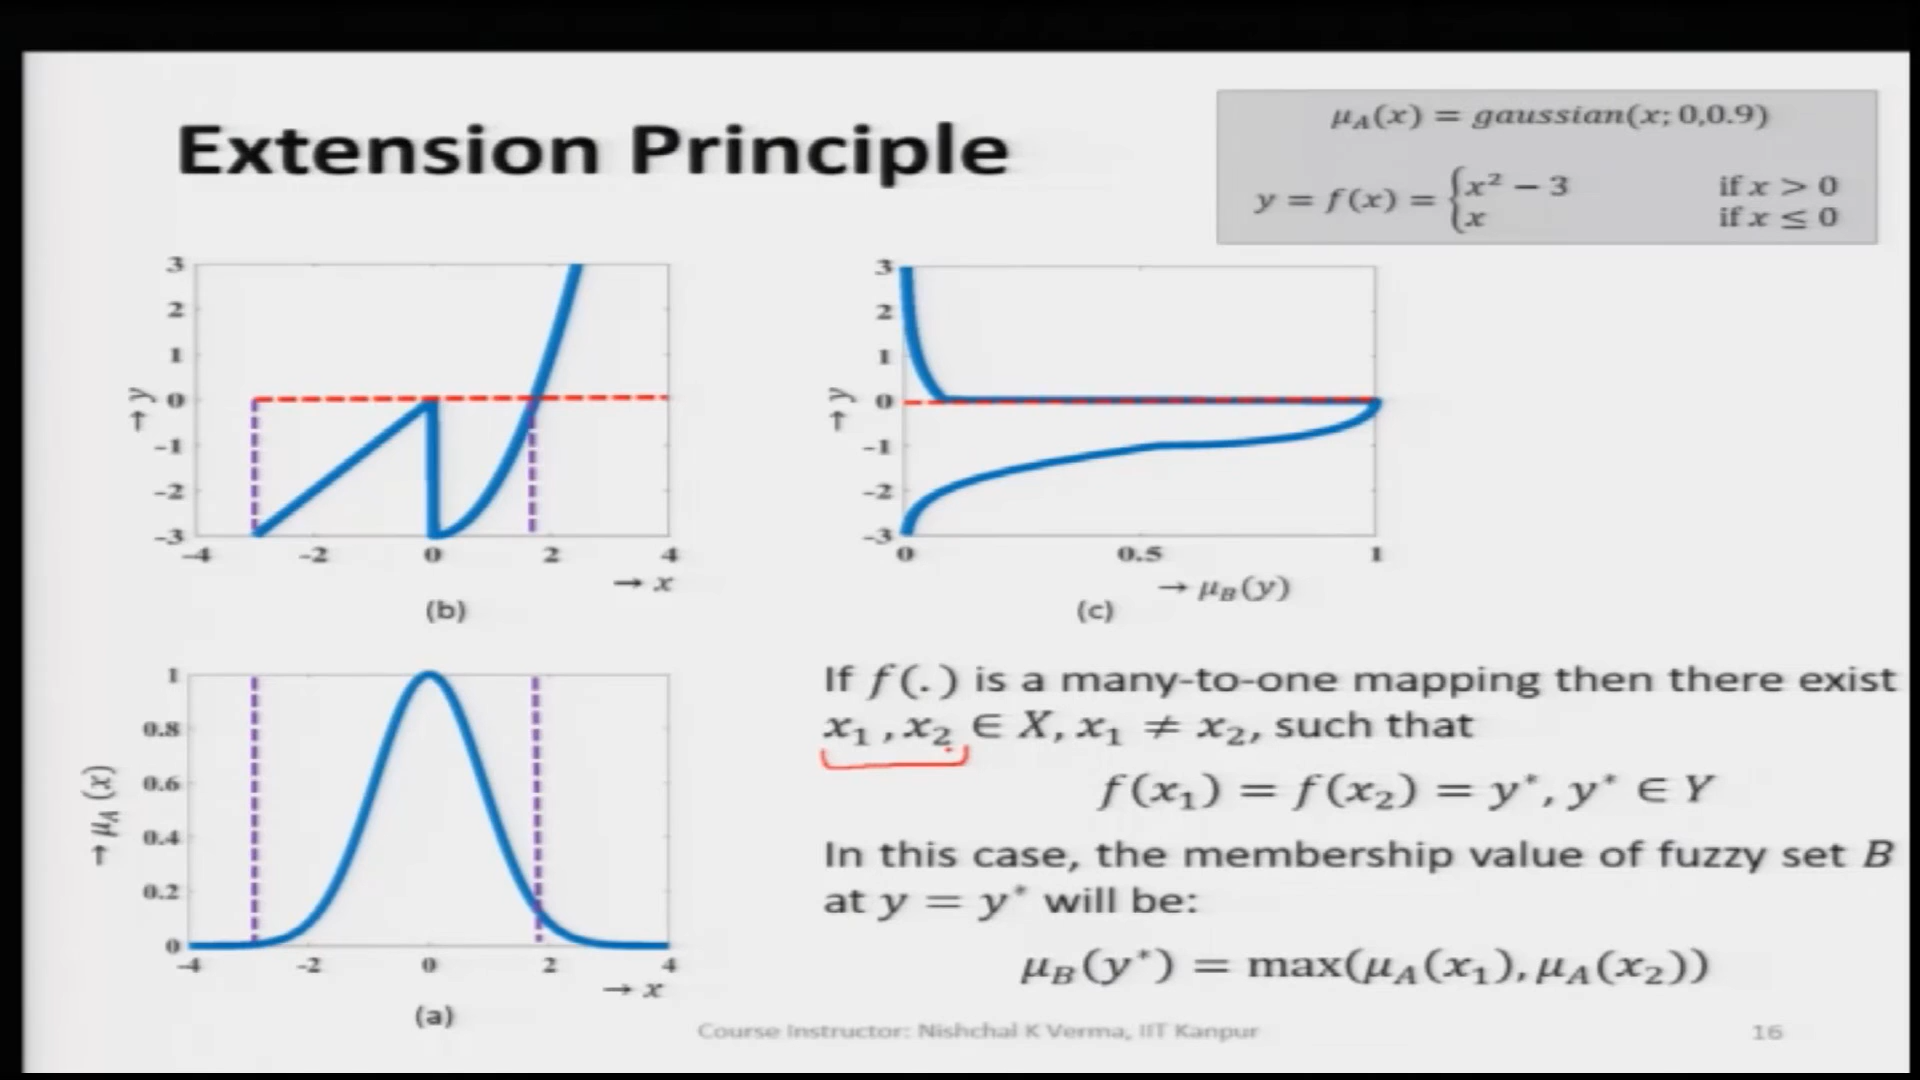 Extension Principle
μ_A(x) = gaussian(x; 0,0.9)
y = f(x) = { x² − 3 if x > 0
x if x ≤ 0
3
2
1
0
-1
-2
-3
→ y
-4 -2 0 2 4
→ x
(b)
3
2
1
0
-1
-2
-3
→ y
0 0.5 1
→ μ_B(y)
(c)
1
0.8
0.6
0.4
0.2
0
→ μ_A (x)
-4 -2 0 2 4
→ x
(a)
If f(.) is a many-to-one mapping then there exist
x₁ , x₂ ∈ X, x₁ ≠ x₂, such that
f(x₁) = f(x₂) = y*, y* ∈ Y
In this case, the membership value of fuzzy set B
at y = y* will be:
μ_B(y*) = max(μ_A(x₁), μ_A(x₂))
Course Instructor: Nishchal K Verma, IIT Kanpur
16